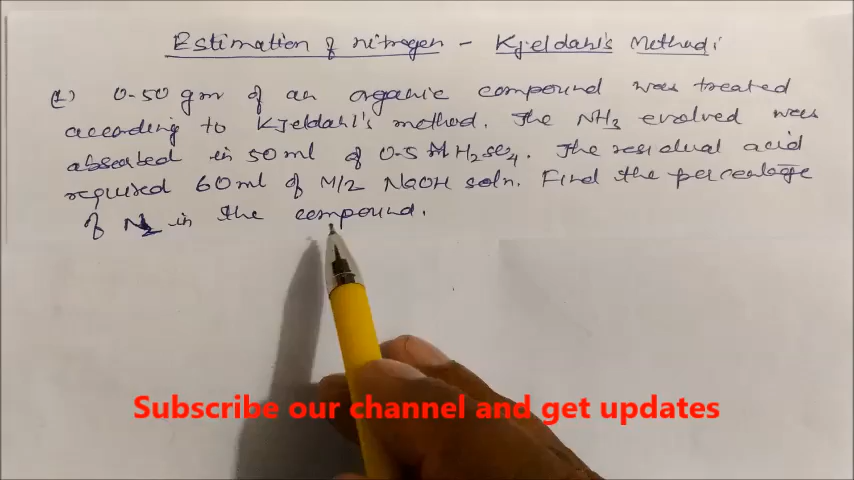 Estimation of nitrogen - Kjeldahl's Method:
Q) 0.50 gm of an organic compound was treated
according to Kjeldahl's method. The NH3 evolved was
absorbed in 50 ml of 0.5 M H2SO4. The residual acid
required 60 ml of M/2 NaOH soln. Find the percentage
of N2 in the compound.
Subscribe our channel and get updates